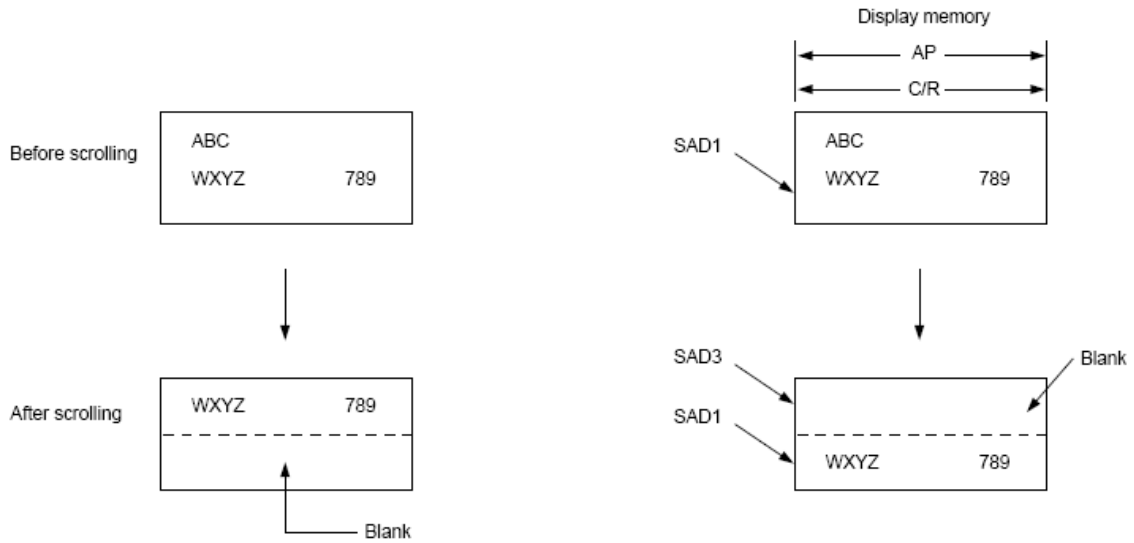 Display memory
AP
C/R
Before scrolling
ABC
WXYZ 789
SAD1
ABC
WXYZ 789
After scrolling
WXYZ 789
Blank
SAD3
SAD1
Blank
WXYZ 789